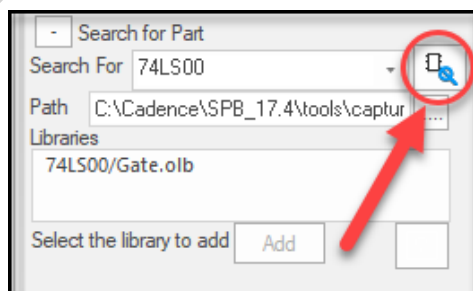 - Search for Part
Search For 74LS00
Path C:\Cadence\SPB_17.4\tools\captur ...
Libraries
74LS00/Gate.olb
Select the library to add Add